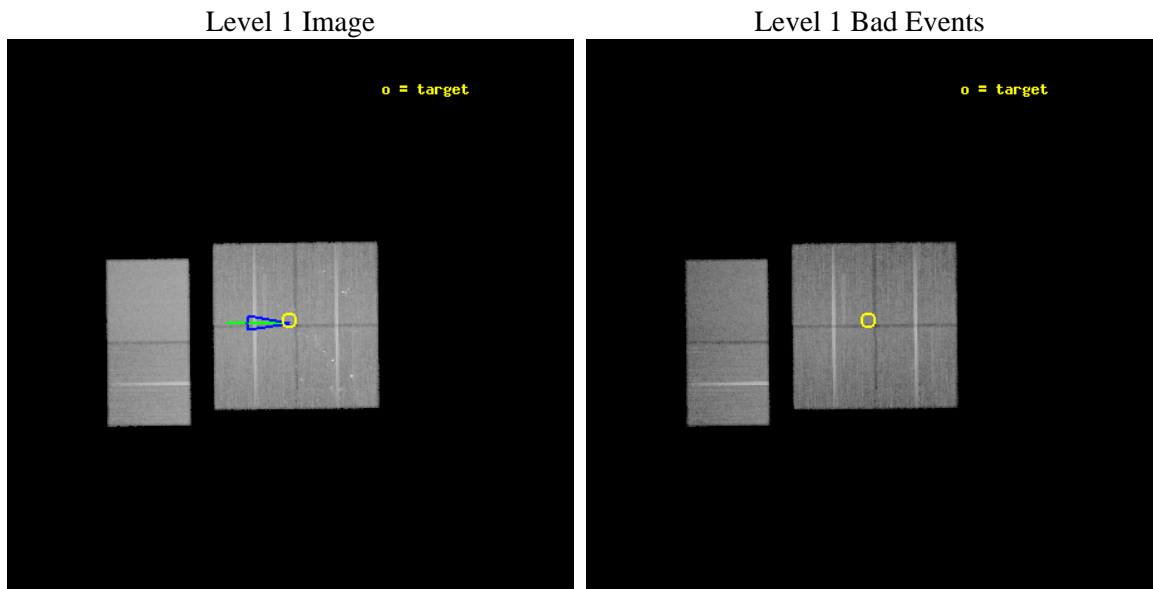 Level 1 Image
Level 1 Bad Events
o = target
o = target